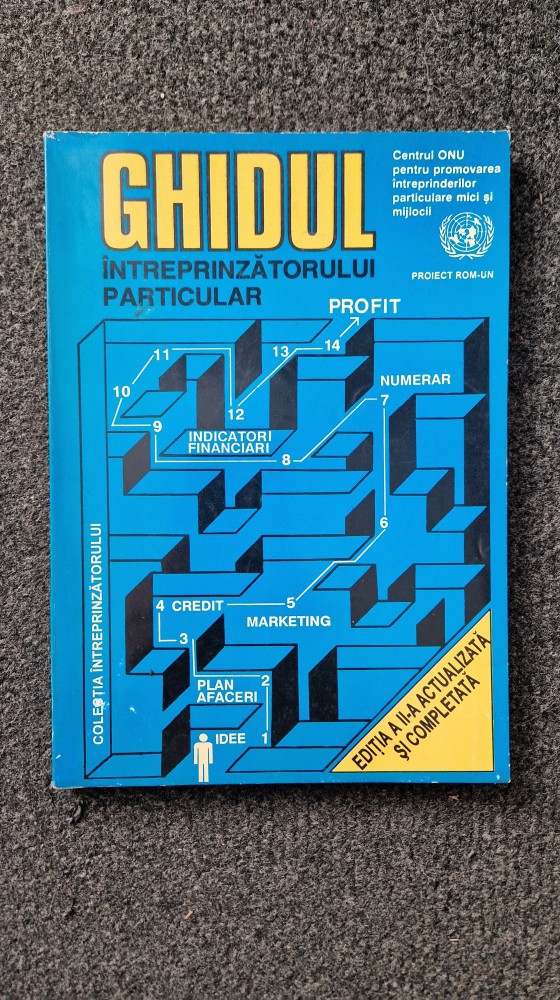 GHIDUL
ÎNTREPRINZĂTORULUI
PARTICULAR
Centrul ONU
pentru promovarea
intreprinderilor
particulare mici și
mijlocii
PROIECT ROM-UN
PROFIT
14
13
11
10
12
9
NUMERAR
7
INDICATORI
FINANCIARI
8
6
4 CREDIT
5
MARKETING
3
2
PLAN
AFACERI
IDEE
1
COLECȚIA ÎNTREPRINZĂTORULUI
EDIȚIA A II-A ACTUALIZATĂ
ȘI COMPLETATĂ